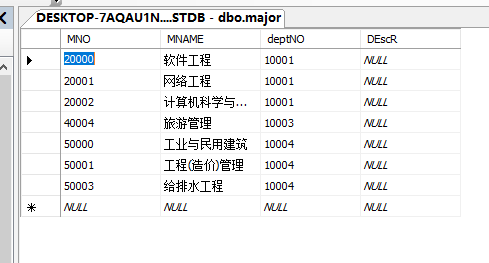 DESKTOP-7AQAU1N....STDB - dbo.major
MNO MNAME deptNO DEscR
20000 软件工程 10001 NULL
20001 网络工程 10001 NULL
20002 计算机科学与... 10001 NULL
40004 旅游管理 10003 NULL
50000 工业与民用建筑 10004 NULL
50001 工程(造价)管理 10004 NULL
50003 给排水工程 10004 NULL
NULL NULL NULL NULL